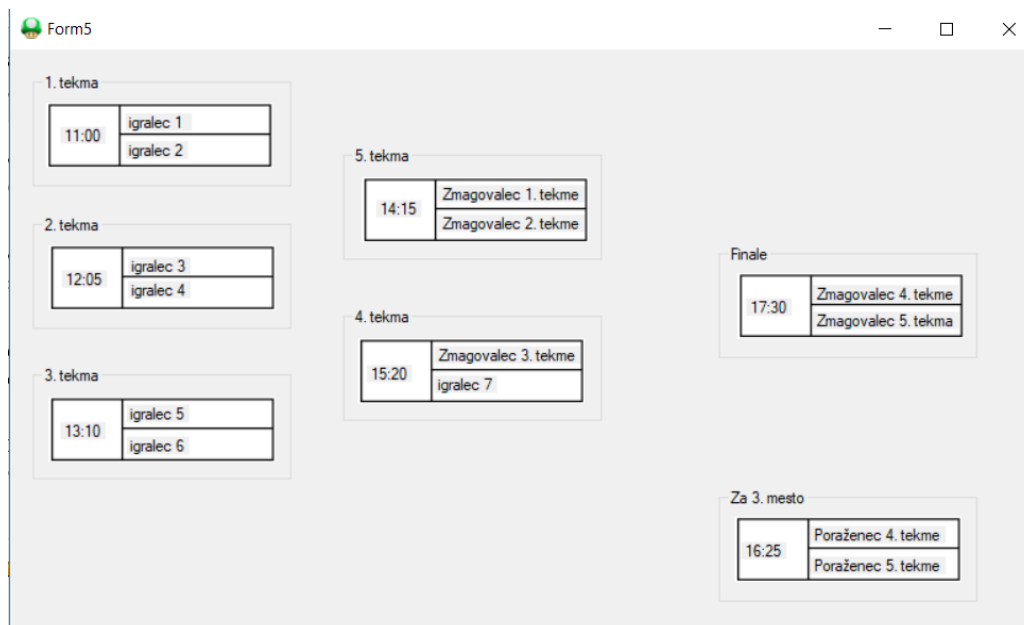 Form5
1. tekma
11:00
igralec 1
igralec 2
2. tekma
12:05
igralec 3
igralec 4
3. tekma
13:10
igralec 5
igralec 6
5. tekma
14:15
Zmagovalec 1. tekme
Zmagovalec 2. tekme
4. tekma
15:20
Zmagovalec 3. tekme
igralec 7
Finale
17:30
Zmagovalec 4. tekme
Zmagovalec 5. tekma
Za 3. mesto
16:25
Poraženec 4. tekme
Poraženec 5. tekme